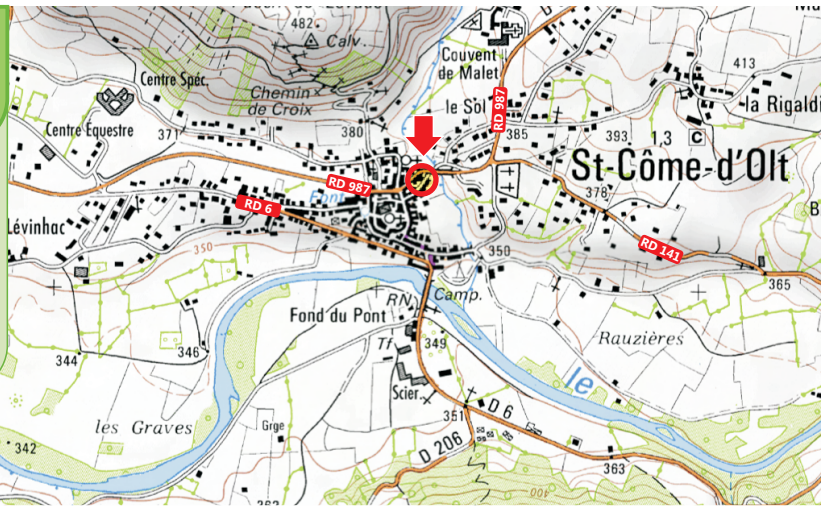 482
Calv.
Couvent
de Malet
413
Centre Spéc.
Chemin
de Croix
le Sol
RD 987
la Rigaldi
Centre Équestre
371
380
385
393
1,3
C
St-Côme-d'Olt
RD 987
Font
378
RD 6
Lévinhac
350
350
RD 141
365
RN
Camp.
Fond du Pont
Rauzières
344
346
Tf
349
Scier.
le
351
D 6
les Graves
Grge
D 206
342
363
400